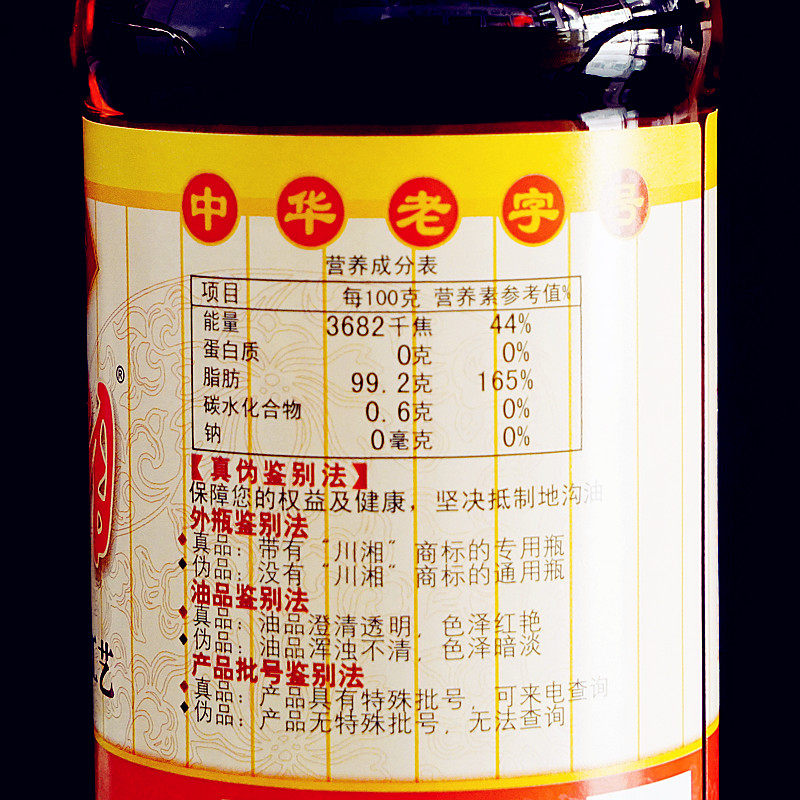 中华老字号
营养成分表
项目 每100克 营养素参考值%
能量 3682千焦 44%
蛋白质 0克 0%
脂肪 99.2克 165%
碳水化合物 0.6克 0%
钠 0毫克 0%
【真伪鉴别法】
保障您的权益及健康，坚决抵制地沟油
外瓶鉴别法
◆真品：带有“川湘”商标的专用瓶
◆伪品：没有“川湘”商标的通用瓶
油品鉴别法
◆真品：油品澄清透明，色泽红艳
◆伪品：油品浑浊不清，色泽暗淡
产品批号鉴别法
◆真品：产品具有特殊批号，可来电查询
◆伪品：产品无特殊批号，无法查询
®
艺